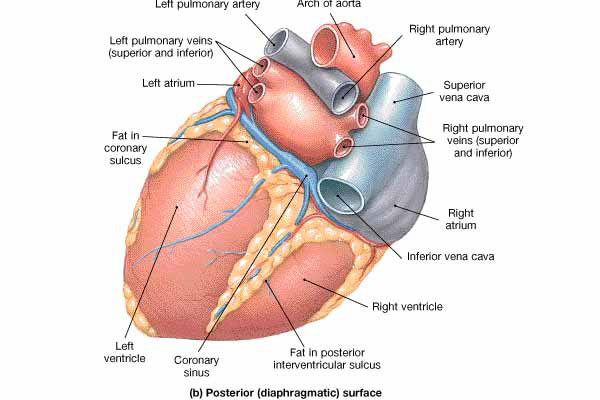 Left pulmonary artery
Arch of aorta
Right pulmonary
artery
Left pulmonary veins
(superior and inferior)
Left atrium
Superior
vena cava
Fat in
coronary
sulcus
Right pulmonary
veins (superior
and inferior)
Right
atrium
Inferior vena cava
Right ventricle
Left
ventricle
Coronary
sinus
Fat in posterior
interventricular sulcus
(b) Posterior (diaphragmatic) surface